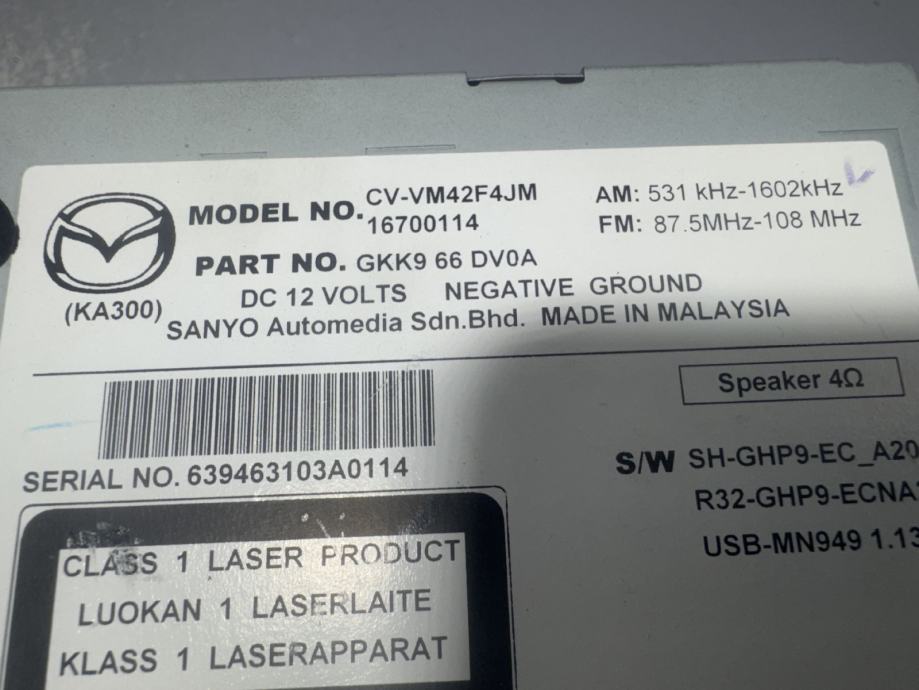 MODEL NO. CV-VM42F4JM
16700114
AM: 531 kHz-1602kHz
FM: 87.5MHz-108 MHz
PART NO. GKK9 66 DV0A
(KA300)
DC 12 VOLTS NEGATIVE GROUND
SANYO Automedia Sdn.Bhd. MADE IN MALAYSIA
Speaker 4Ω
SERIAL NO. 639463103A0114
S/W SH-GHP9-EC_A20
R32-GHP9-ECNA
USB-MN949 1.13
CLASS 1 LASER PRODUCT
LUOKAN 1 LASERLAITE
KLASS 1 LASERAPPARAT